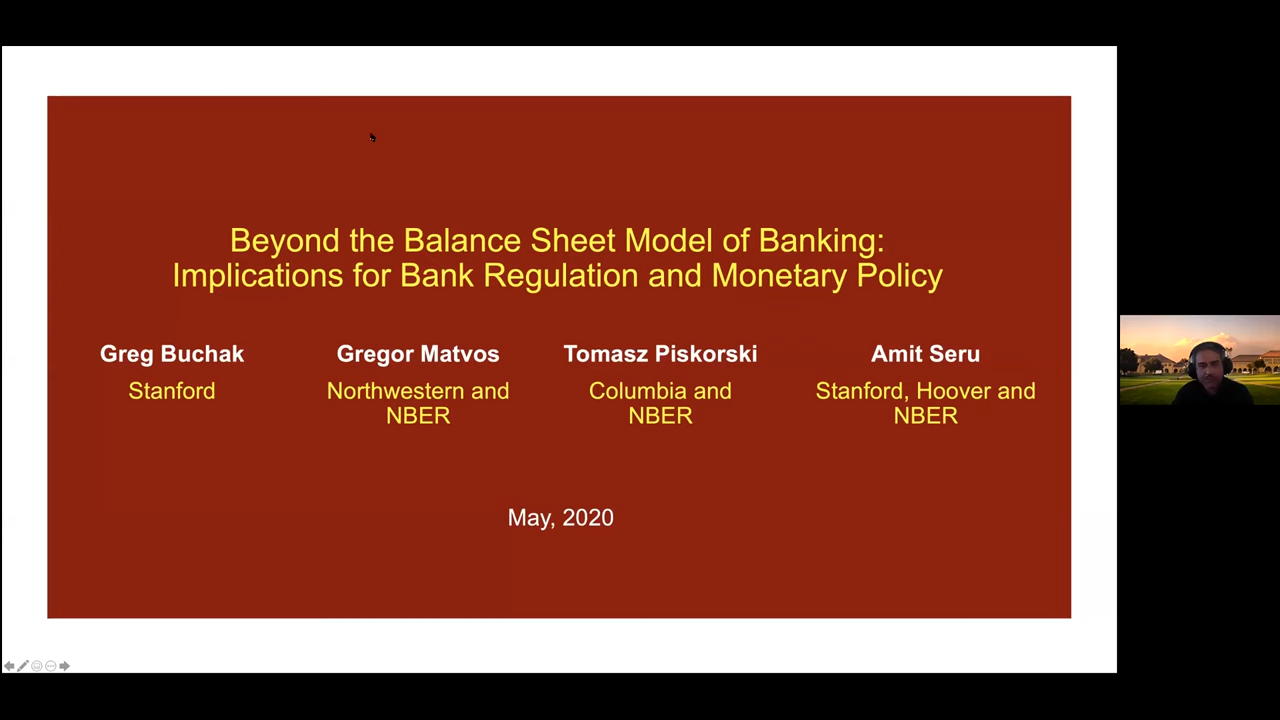 Beyond the Balance Sheet Model of Banking:
Implications for Bank Regulation and Monetary Policy
Greg Buchak
Stanford
Gregor Matvos
Northwestern and
NBER
Tomasz Piskorski
Columbia and
NBER
Amit Seru
Stanford, Hoover and
NBER
May, 2020